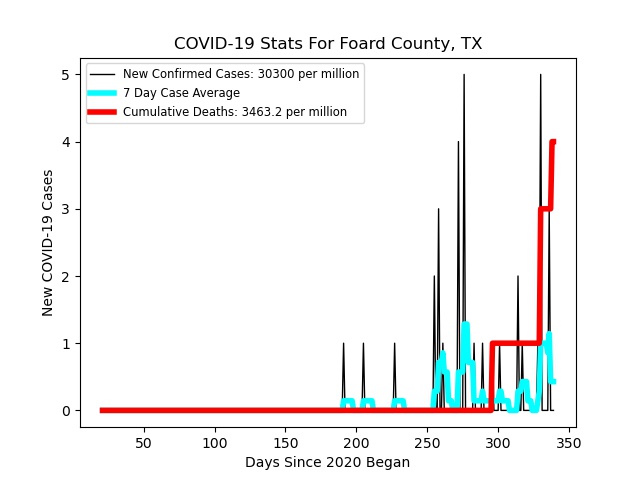 COVID-19 Stats For Foard County, TX
New Confirmed Cases: 30300 per million
7 Day Case Average
Cumulative Deaths: 3463.2 per million
New COVID-19 Cases
5
4
3
2
1
0
50 100 150 200 250 300 350
Days Since 2020 Began